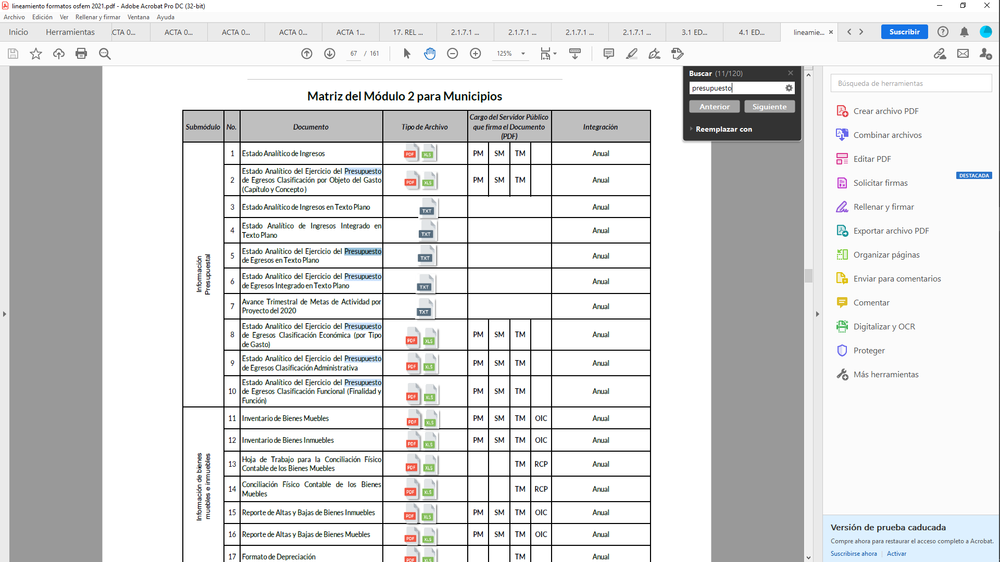 lineamiento formatos osfem 2021.pdf - Adobe Acrobat Pro DC (32-bit)
Archivo Edición Ver Rellenar y firmar Ventana Ayuda
Inicio Herramientas CTA 0... ACTA 0... ACTA 0... ACTA 0... ACTA 1... 17. REL ... 2.1.7.1 ... 2.1.7.1 ... 2.1.7.1 ... 2.1.7.1 ... 3.1 ED... 4.1 ED... lineamie... × Suscribir
67 / 161 125%
Buscar (11/120)
presupuesto
Anterior Siguiente
Reemplazar con
Matriz del Módulo 2 para Municipios
Submódulo No. Documento Tipo de Archivo Cargo del Servidor Público
que firma el Documento
(PDF) Integración
Información
Presupuestal
1 Estado Analítico de Ingresos PDF XLS PM SM TM Anual
2 Estado Analítico del Ejercicio del Presupuesto
de Egresos Clasificación por Objeto del Gasto
(Capítulo y Concepto ) PDF XLS PM SM TM Anual
3 Estado Analítico de Ingresos en Texto Plano TXT Anual
4 Estado Analítico de Ingresos Integrado en
Texto Plano TXT Anual
5 Estado Analítico del Ejercicio del Presupuesto
de Egresos en Texto Plano TXT Anual
6 Estado Analítico del Ejercicio del Presupuesto
de Egresos Integrado en Texto Plano TXT Anual
7 Avance Trimestral de Metas de Actividad por
Proyecto del 2020 TXT Anual
8 Estado Analítico del Ejercicio del Presupuesto
de Egresos Clasificación Económica (por Tipo
de Gasto) PDF XLS PM SM TM Anual
9 Estado Analítico del Ejercicio del Presupuesto
de Egresos Clasificación Administrativa PDF XLS PM SM TM Anual
10 Estado Analítico del Ejercicio del Presupuesto
de Egresos Clasificación Funcional (Finalidad y
Función) PDF XLS PM SM TM Anual
Información de bienes
muebles e inmuebles
11 Inventario de Bienes Muebles PDF XLS PM SM TM OIC Anual
12 Inventario de Bienes Inmuebles PDF XLS PM SM TM OIC Anual
13 Hoja de Trabajo para la Conciliación Físico
Contable de los Bienes Muebles PDF XLS TM RCP Anual
14 Conciliación Físico Contable de los Bienes
Muebles PDF XLS TM RCP Anual
15 Reporte de Altas y Bajas de Bienes Inmuebles PDF XLS PM SM TM OIC Anual
16 Reporte de Altas y Bajas de Bienes Muebles PDF XLS PM SM TM OIC Anual
17 Formato de Depreciación PDF XLS TM Anual
Búsqueda de herramientas
Crear archivo PDF
Combinar archivos
Editar PDF
DESTACADA
Solicitar firmas
Rellenar y firmar
Exportar archivo PDF
Organizar páginas
Enviar para comentarios
Comentar
Digitalizar y OCR
Proteger
Más herramientas
Versión de prueba caducada
Compre ahora para restaurar el acceso completo a Acrobat.
Suscribirse ahora | Activar